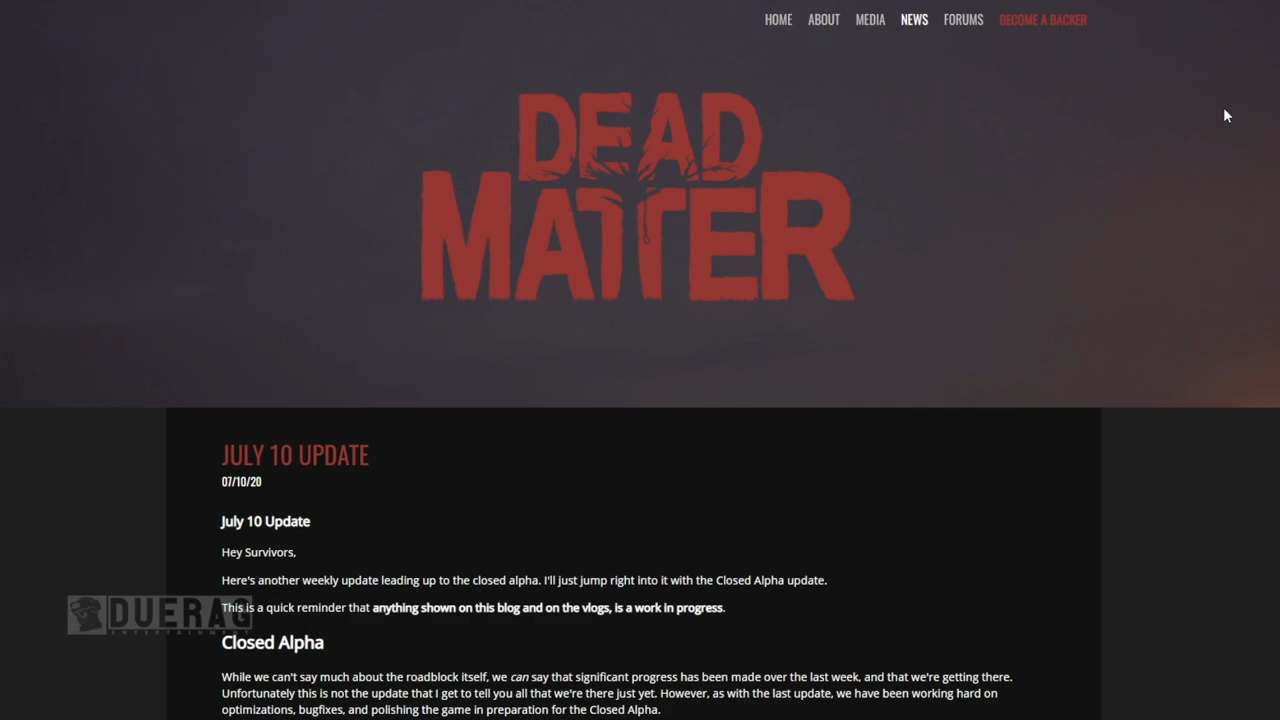 HOME ABOUT MEDIA NEWS FORUMS BECOME A BACKER
DEAD
MATTER
JULY 10 UPDATE
07/10/20
July 10 Update
Hey Survivors,
Here's another weekly update leading up to the closed alpha. I'll just jump right into it with the Closed Alpha update.
This is a quick reminder that anything shown on this blog and on the vlogs, is a work in progress.
DUERAG
ENTERTAINMENT
Closed Alpha
While we can't say much about the roadblock itself, we can say that significant progress has been made over the last week, and that we're getting there.
Unfortunately this is not the update that I get to tell you all that we're there just yet. However, as with the last update, we have been working hard on
optimizations, bugfixes, and polishing the game in preparation for the Closed Alpha.